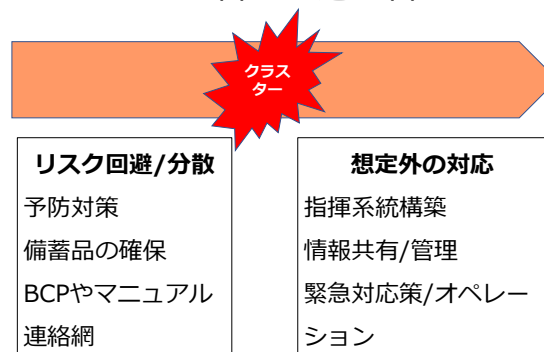 クラス
ター
リスク回避/分散
予防対策
備蓄品の確保
BCPやマニュアル
連絡網
想定外の対応
指揮系統構築
情報共有/管理
緊急対応策/オペレー
ション